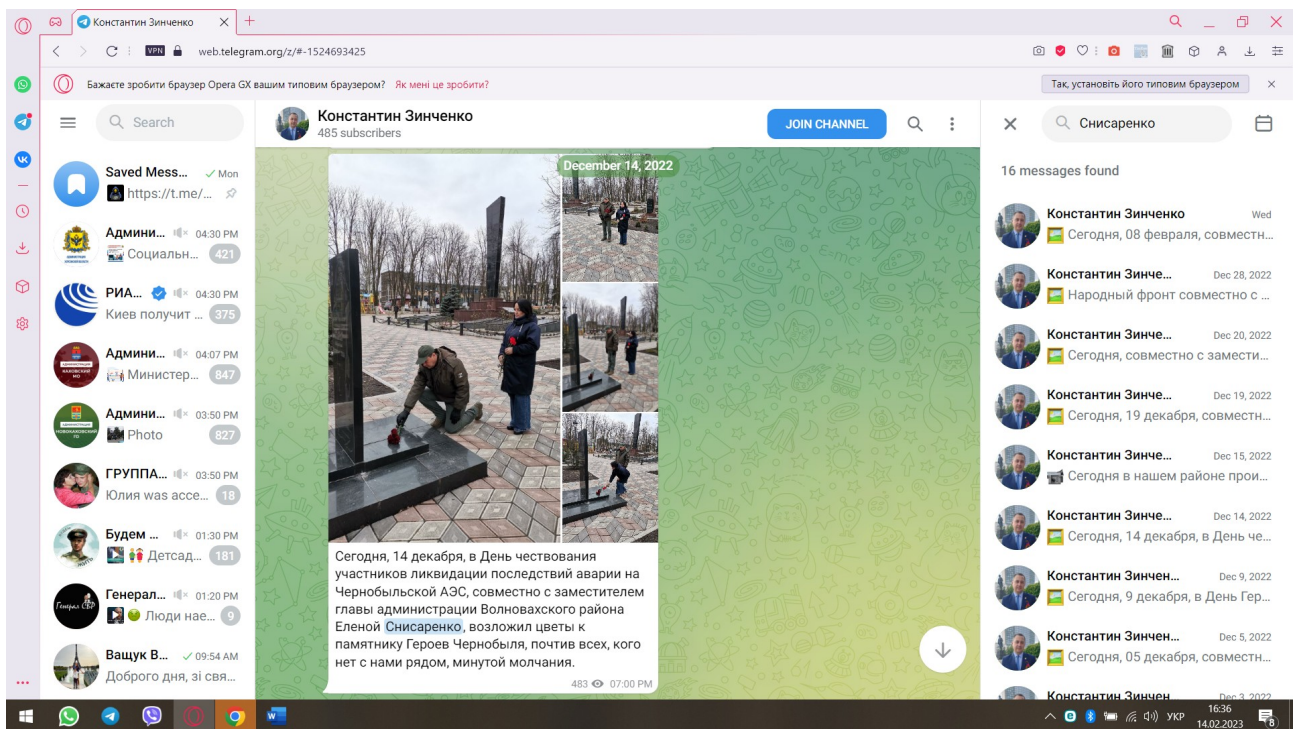 Константин Зинченко
VPN
web.telegram.org/z/#-1524693425
Бажаєте зробити браузер Opera GX вашим типовим браузером? Як мені це зробити?
Так, установіть його типовим браузером
Search
Saved Mess... Mon
https://t.me/...
Админи... 04:30 PM
Социальн... 421
РИА... 04:30 PM
Киев получит ... 375
Админи... 04:07 PM
Министер... 847
Админи... 03:50 PM
Photo 827
ГРУППА... 03:50 PM
Юлия was acce... 18
Будем ... 01:30 PM
Детсад... 181
Генерал... 01:20 PM
Люди нае... 9
Ващук В... 09:54 AM
Доброго дня, зі свя...
Константин Зинченко
485 subscribers
JOIN CHANNEL
December 14, 2022
Сегодня, 14 декабря, в День чествования
участников ликвидации последствий аварии на
Чернобыльской АЭС, совместно с заместителем
главы администрации Волновахского района
Еленой Снисаренко, возложил цветы к
памятнику Героев Чернобыля, почтив всех, кого
нет с нами рядом, минутой молчания.
483 07:00 PM
Снисаренко
16 messages found
Константин Зинченко Wed
Сегодня, 08 февраля, совместн...
Константин Зинче... Dec 28, 2022
Народный фронт совместно с ...
Константин Зинче... Dec 20, 2022
Сегодня, совместно с замести...
Константин Зинче... Dec 19, 2022
Сегодня, 19 декабря, совместн...
Константин Зинче... Dec 15, 2022
Сегодня в нашем районе прои...
Константин Зинче... Dec 14, 2022
Сегодня, 14 декабря, в День че...
Константин Зинчен... Dec 9, 2022
Сегодня, 9 декабря, в День Гер...
Константин Зинчен... Dec 5, 2022
Сегодня, 05 декабря, совместн...
Константин Зинчен... Dec 3, 2022
УКР
16:36
14.02.2023
8